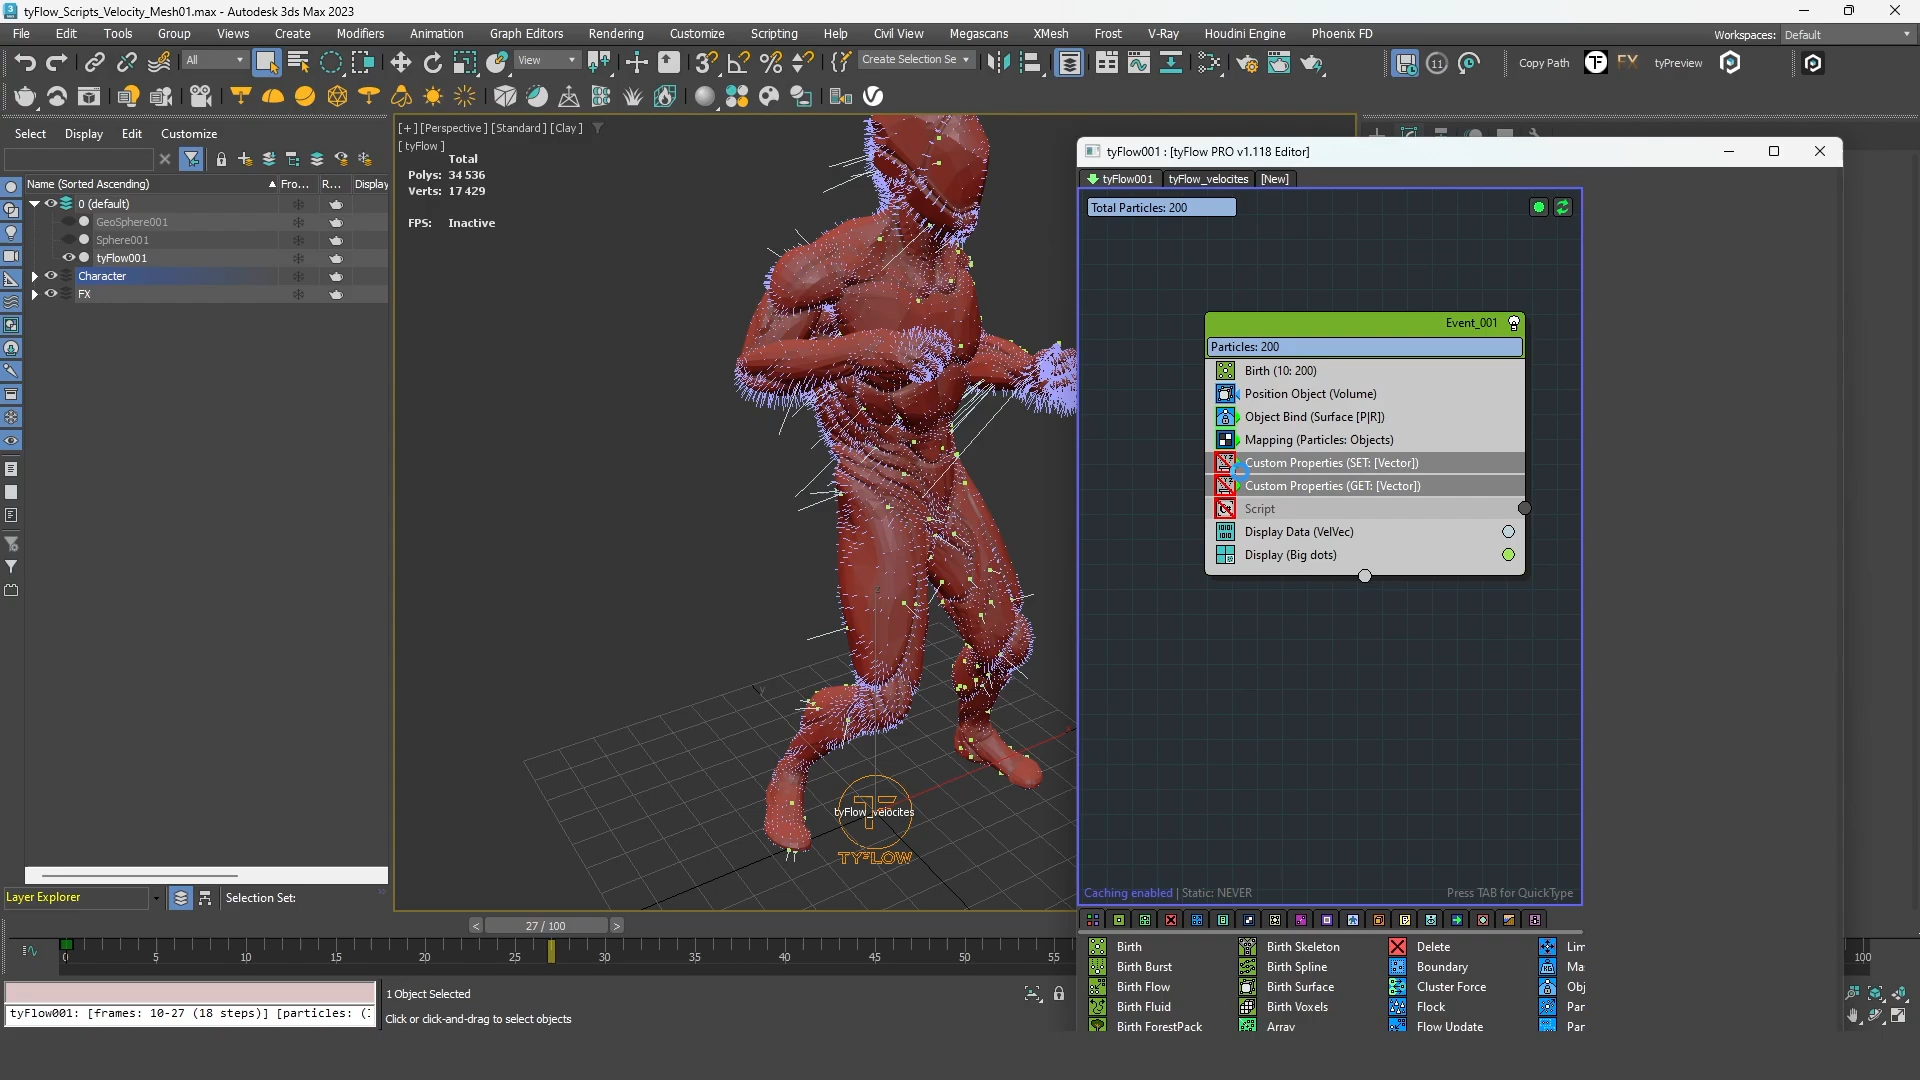 tyFlow_Scripts_Velocity_Mesh01.max - Autodesk 3ds Max 2023
File Edit Tools Group Views Create Modifiers Animation Graph Editors Rendering Customize Scripting Help Civil View Megascans XMesh Frost V-Ray Houdini Engine Phoenix FD
Workspaces: Default
All View Create Selection Se 11 Copy Path FX tyPreview
Select Display Edit Customize
Name (Sorted Ascending) Fro... R... Display
0 (default)
GeoSphere001
Sphere001
tyFlow001
Character
FX
Layer Explorer
Selection Set:
[+] [Perspective ] [Standard ] [Clay ]
[ tyFlow ]
Total
Polys: 34 536
Verts: 17 429
FPS: Inactive
tyFlow_velocites
TYFLOW
tyFlow001 : [tyFlow PRO v1.118 Editor]
tyFlow001 tyFlow_velocites [New]
Total Particles: 200
Event_001
Particles: 200
Birth (10: 200)
Position Object (Volume)
Object Bind (Surface [P|R])
Mapping (Particles: Objects)
Custom Properties (SET: [Vector])
Custom Properties (GET: [Vector])
Script
Display Data (VelVec)
Display (Big dots)
Caching enabled | Static: NEVER
Press TAB for QuickType
Birth Birth Skeleton Delete Lim
Birth Burst Birth Spline Boundary Ma
Birth Flow Birth Surface Cluster Force Obj
Birth Fluid Birth Voxels Flock Par
Birth ForestPack Array Flow Update Par
< 27 / 100 >
0 5 10 15 20 25 30 35 40 45 50 55 100
1 Object Selected
tyFlow001: [frames: 10-27 (18 steps)] [particles: (
Click or click-and-drag to select objects